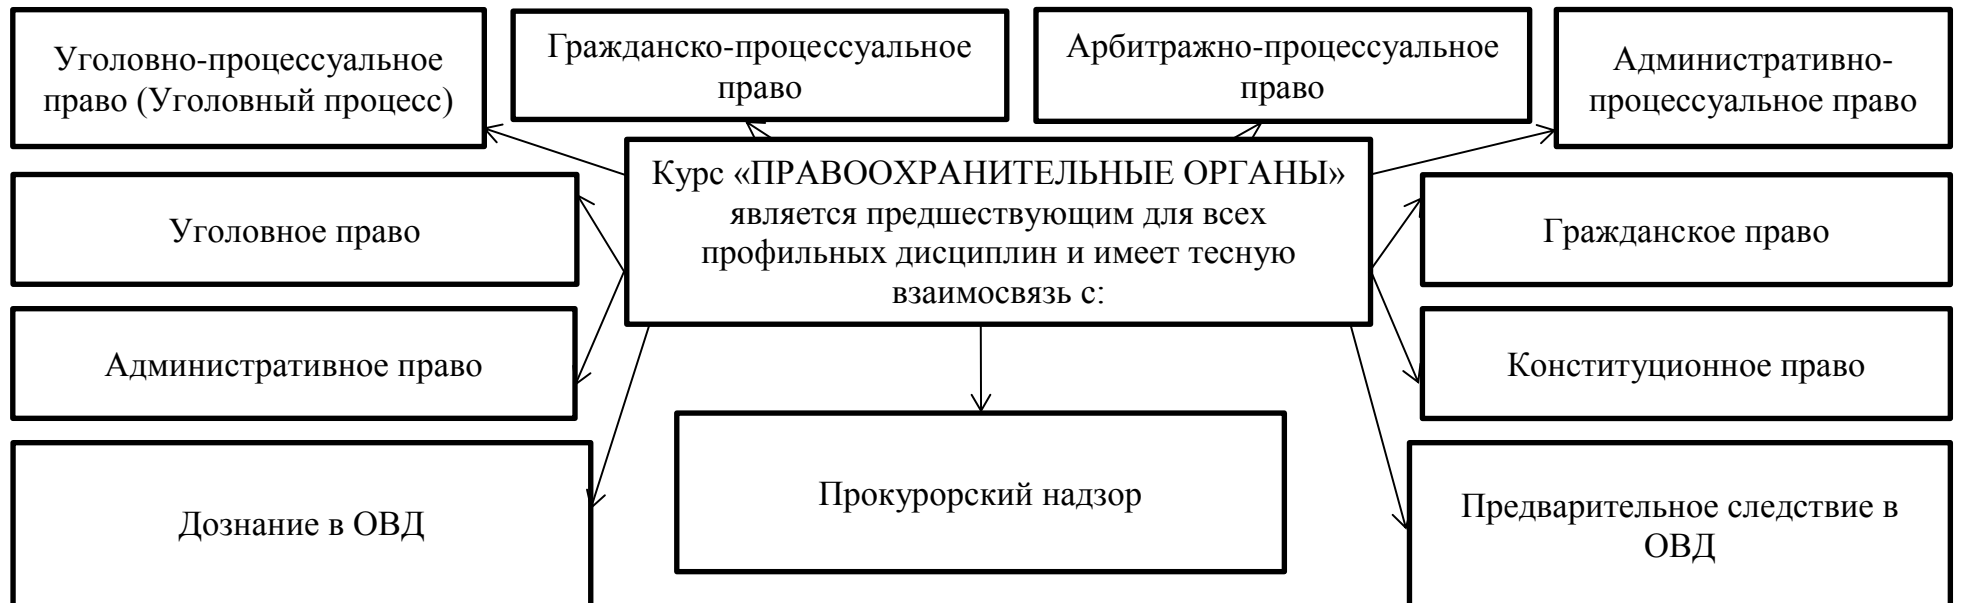 Уголовно-процессуальное
право (Уголовный процесс)
Гражданско-процессуальное
право
Арбитражно-процессуальное
право
Административно-
процессуальное право
Курс «ПРАВООХРАНИТЕЛЬНЫЕ ОРГАНЫ»
является предшествующим для всех
профильных дисциплин и имеет тесную
взаимосвязь с:
Уголовное право
Гражданское право
Административное право
Конституционное право
Дознание в ОВД
Прокурорский надзор
Предварительное следствие в
ОВД